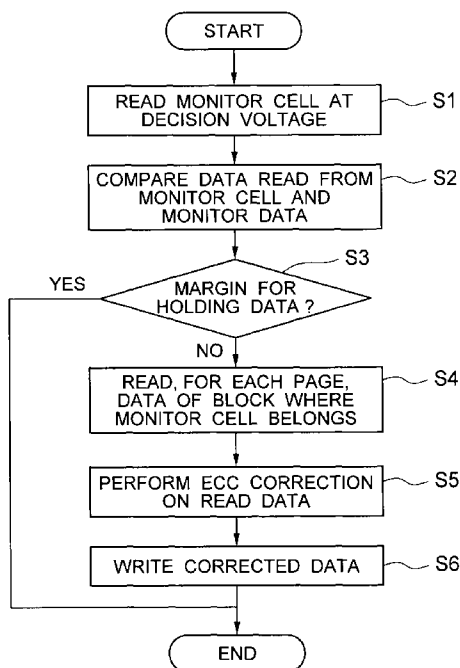 START
READ MONITOR CELL AT
DECISION VOLTAGE
S1
COMPARE DATA READ FROM
MONITOR CELL AND
MONITOR DATA
S2
S3
YES
MARGIN FOR
HOLDING DATA?
NO
READ, FOR EACH PAGE,
DATA OF BLOCK WHERE
MONITOR CELL BELONGS
S4
PERFORM ECC CORRECTION
ON READ DATA
S5
WRITE CORRECTED DATA
S6
END